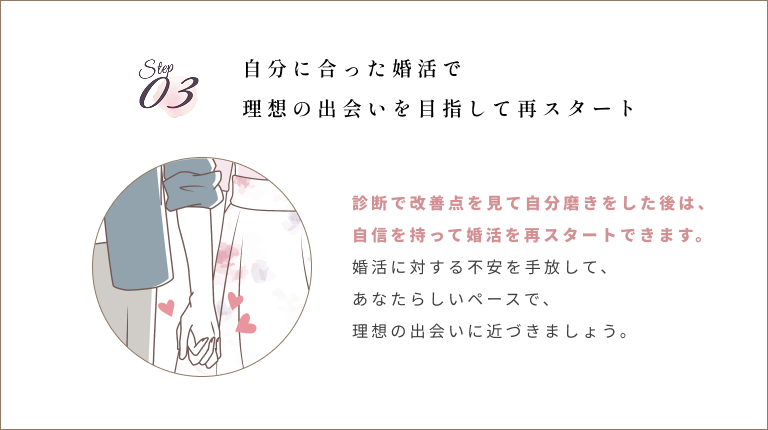 Step
03
自分に合った婚活で
理想の出会いを目指して再スタート
診断で改善点を見て自分磨きをした後は、
自信を持って婚活を再スタートできます。
婚活に対する不安を手放して、
あなたらしいペースで、
理想の出会いに近づきましょう。